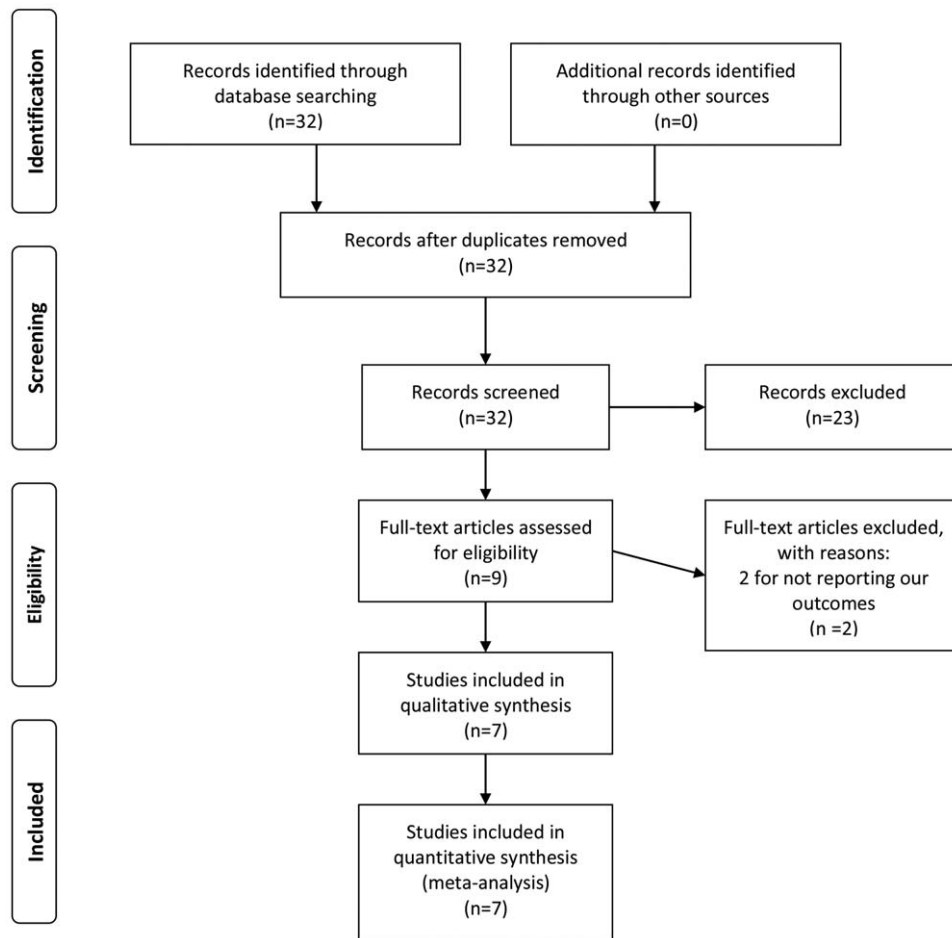 Identification
Records identified through
database searching
(n=32)
Additional records identified
through other sources
(n=0)
Screening
Records after duplicates removed
(n=32)
Records screened
(n=32)
Records excluded
(n=23)
Eligibility
Full-text articles assessed
for eligibility
(n=9)
Full-text articles excluded,
with reasons:
2 for not reporting our
outcomes
(n =2)
Studies included in
qualitative synthesis
(n=7)
Included
Studies included in
quantitative synthesis
(meta-analysis)
(n=7)